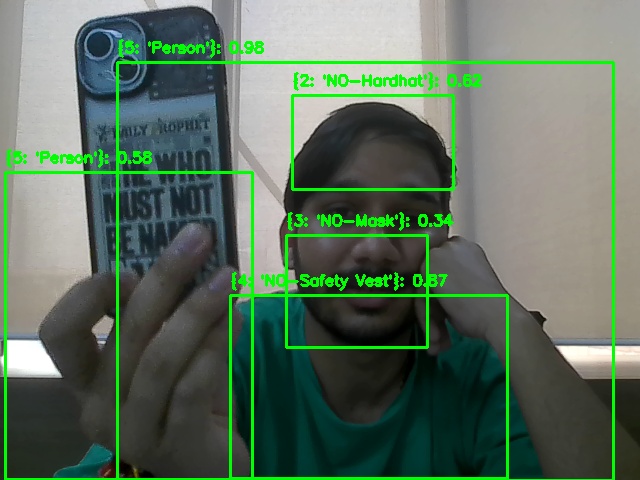 {5: 'Person'}: 0.98
{2: 'NO-Hardhat'}: 0.62
DAILY PROPHET
{5: 'Person'}: 0.58
THE WHO
MUST NOT
BE NAMED
{3: 'NO-Mask'}: 0.34
{4: 'NO-Safety Vest'}: 0.87